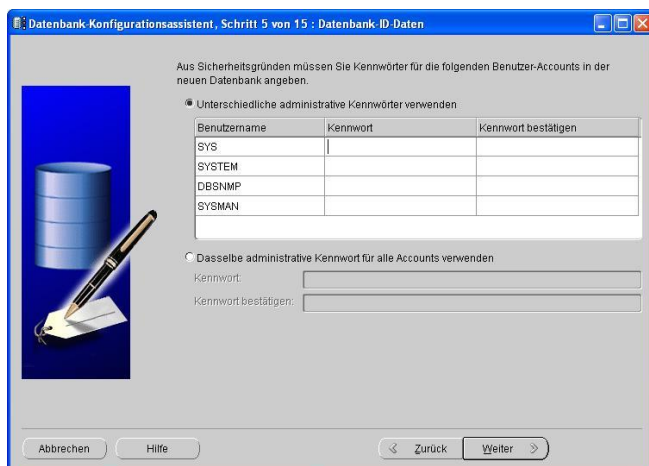 Datenbank-Konfigurationsassistent, Schritt 5 von 15 : Datenbank-ID-Daten
Aus Sicherheitsgründen müssen Sie Kennwörter für die folgenden Benutzer-Accounts in der
neuen Datenbank angeben.
Unterschiedliche administrative Kennwörter verwenden
Benutzername Kennwort Kennwort bestätigen
SYS
SYSTEM
DBSNMP
SYSMAN
Dasselbe administrative Kennwort für alle Accounts verwenden
Kennwort:
Kennwort bestätigen:
Abbrechen Hilfe Zurück Weiter